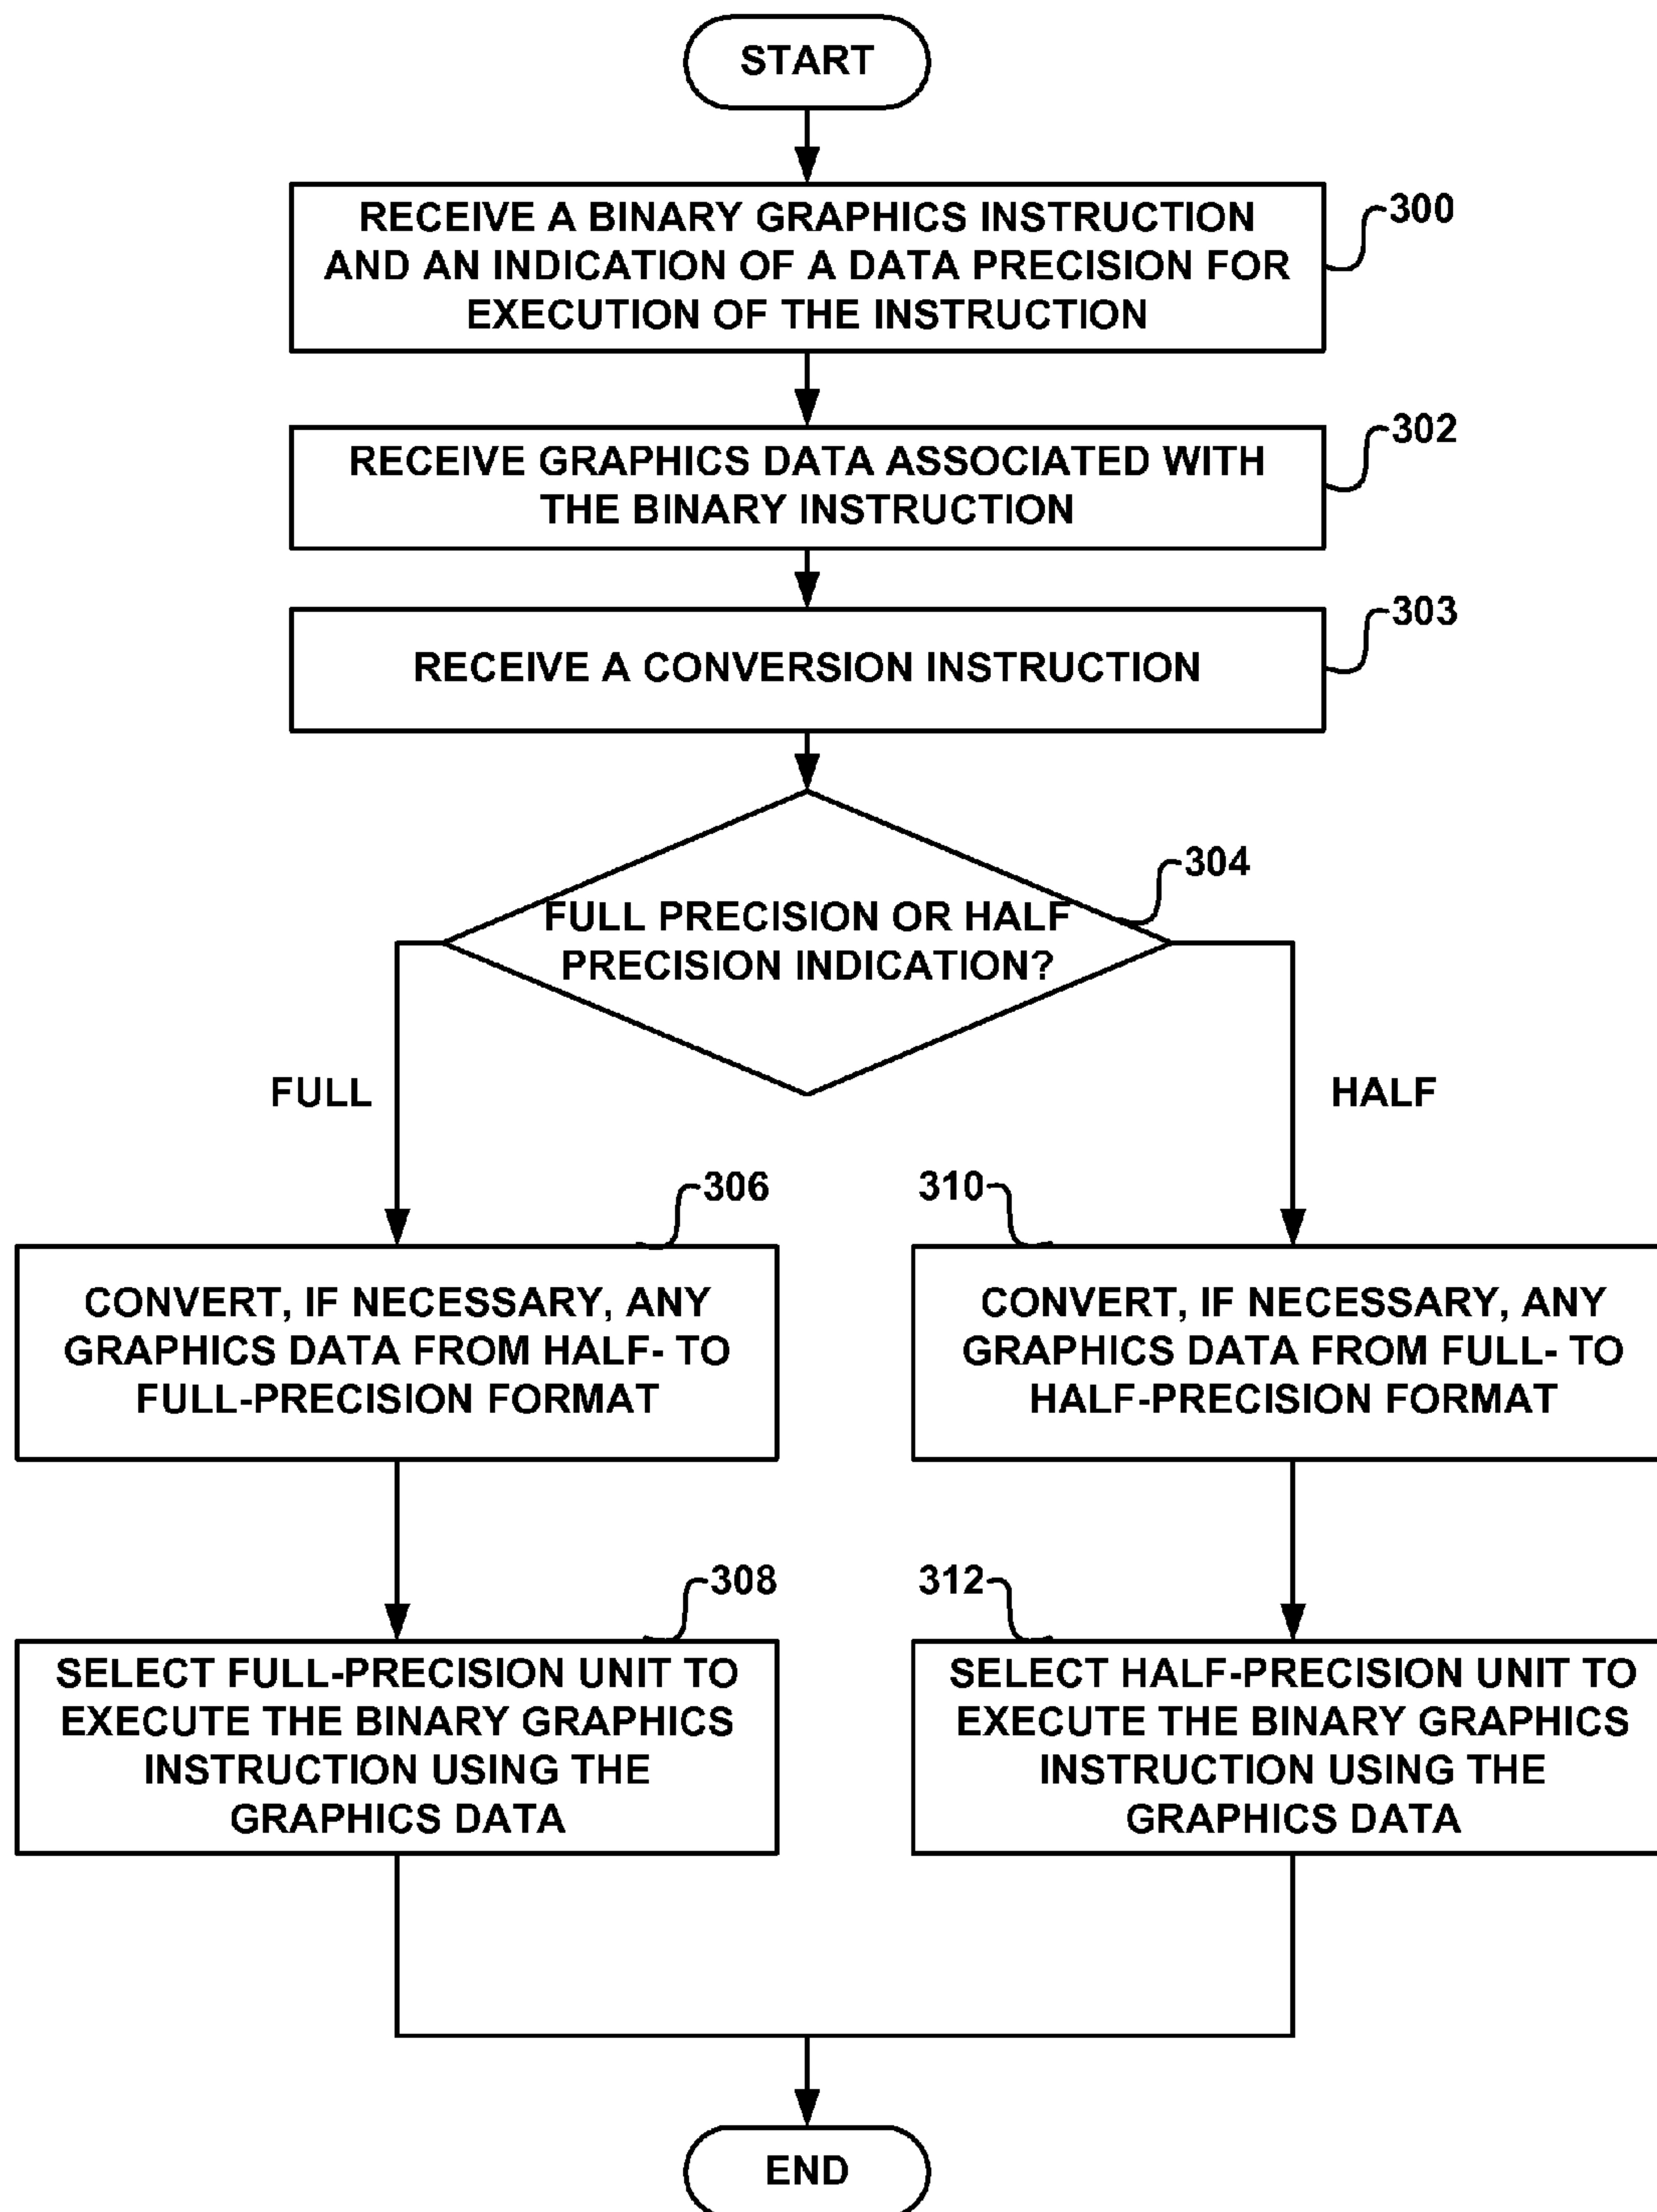 START
RECEIVE A BINARY GRAPHICS INSTRUCTION
AND AN INDICATION OF A DATA PRECISION FOR
EXECUTION OF THE INSTRUCTION
300
RECEIVE GRAPHICS DATA ASSOCIATED WITH
THE BINARY INSTRUCTION
302
RECEIVE A CONVERSION INSTRUCTION
303
304
FULL PRECISION OR HALF
PRECISION INDICATION?
FULL
HALF
306
CONVERT, IF NECESSARY, ANY
GRAPHICS DATA FROM HALF- TO
FULL-PRECISION FORMAT
310
CONVERT, IF NECESSARY, ANY
GRAPHICS DATA FROM FULL- TO
HALF-PRECISION FORMAT
308
SELECT FULL-PRECISION UNIT TO
EXECUTE THE BINARY GRAPHICS
INSTRUCTION USING THE
GRAPHICS DATA
312
SELECT HALF-PRECISION UNIT TO
EXECUTE THE BINARY GRAPHICS
INSTRUCTION USING THE
GRAPHICS DATA
END